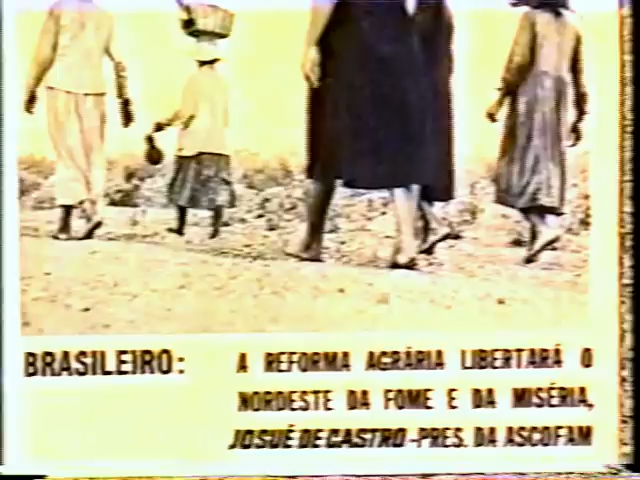 BRASILEIRO: A REFORMA AGRÁRIA LIBERTARÁ O
NORDESTE DA FOME E DA MISÉRIA,
JOSUÉ DE CASTRO - PRES. DA ASCOFAM